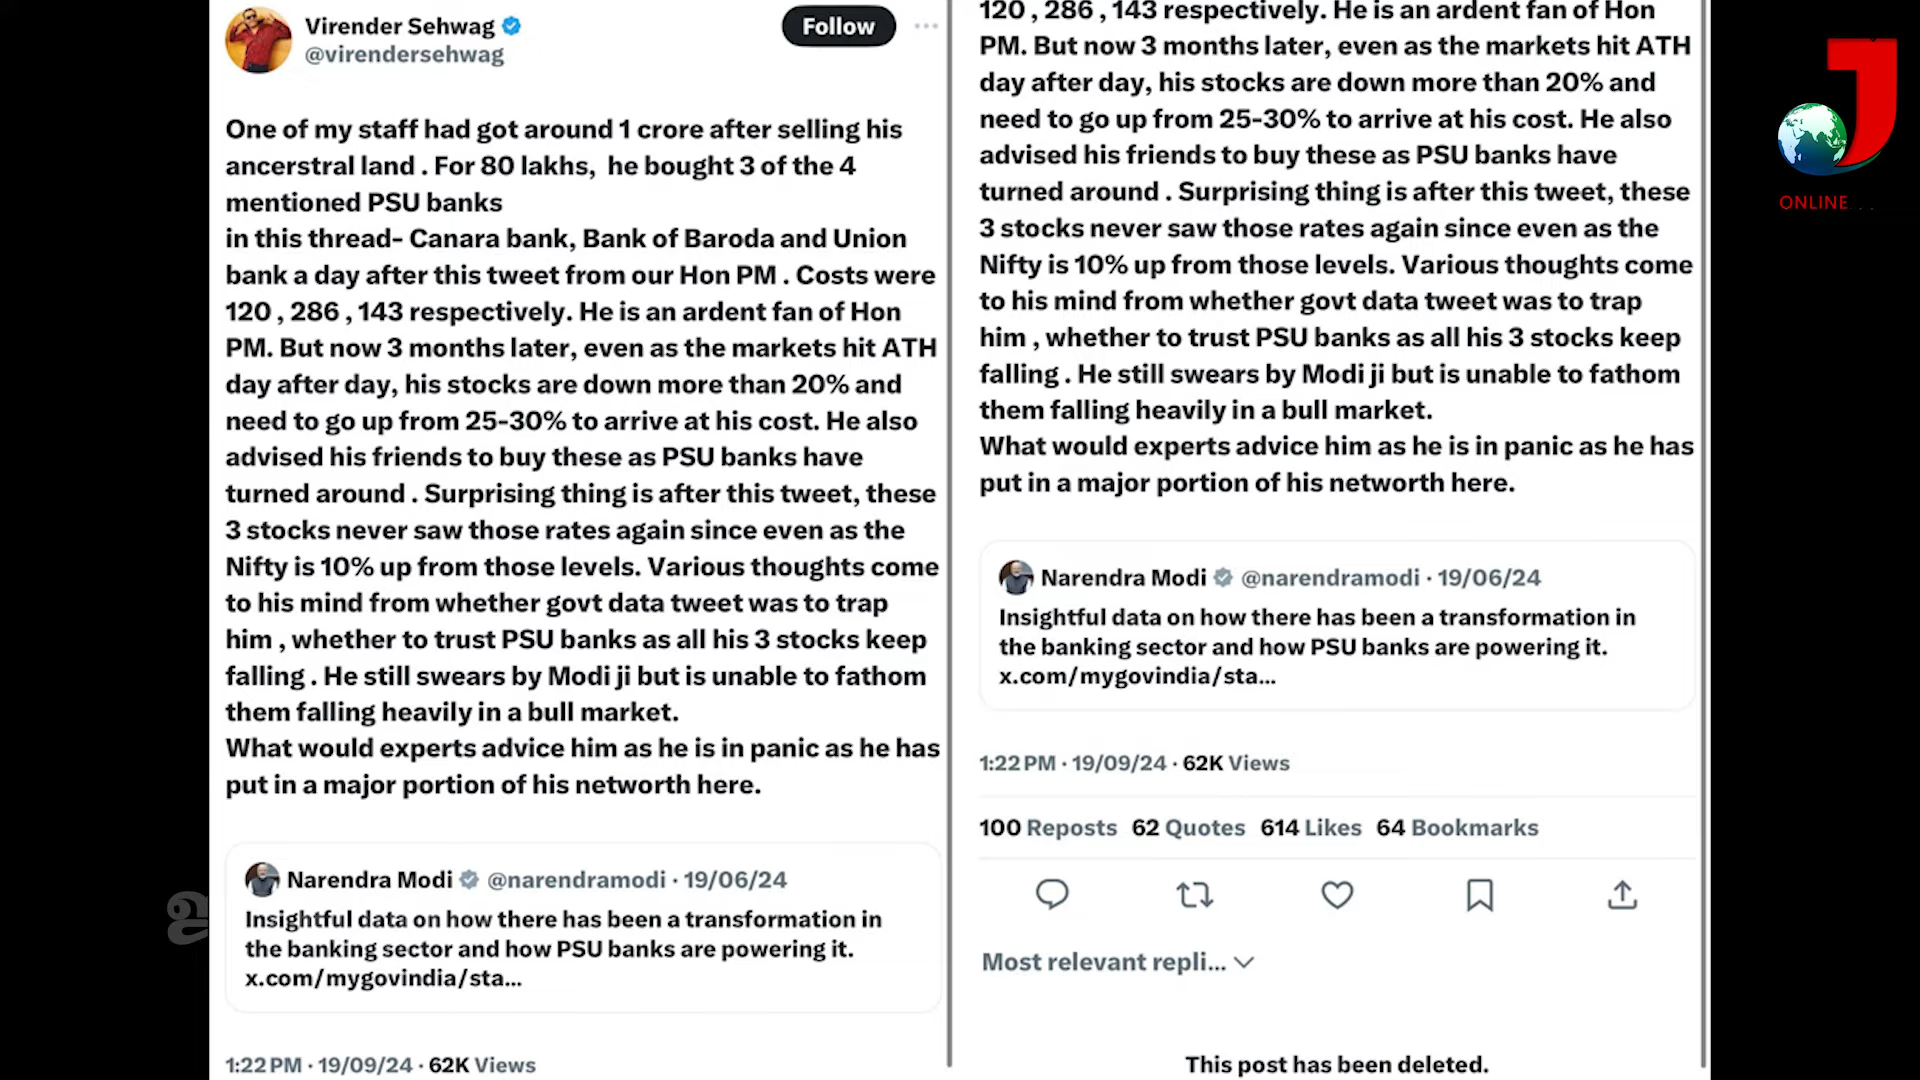 Virender Sehwag
@virendersehwag
Follow
One of my staff had got around 1 crore after selling his
ancerstral land . For 80 lakhs, he bought 3 of the 4
mentioned PSU banks
in this thread- Canara bank, Bank of Baroda and Union
bank a day after this tweet from our Hon PM . Costs were
120 , 286 , 143 respectively. He is an ardent fan of Hon
PM. But now 3 months later, even as the markets hit ATH
day after day, his stocks are down more than 20% and
need to go up from 25-30% to arrive at his cost. He also
advised his friends to buy these as PSU banks have
turned around . Surprising thing is after this tweet, these
3 stocks never saw those rates again since even as the
Nifty is 10% up from those levels. Various thoughts come
to his mind from whether govt data tweet was to trap
him , whether to trust PSU banks as all his 3 stocks keep
falling . He still swears by Modi ji but is unable to fathom
them falling heavily in a bull market.
What would experts advice him as he is in panic as he has
put in a major portion of his networth here.
Narendra Modi @narendramodi · 19/06/24
Insightful data on how there has been a transformation in
the banking sector and how PSU banks are powering it.
x.com/mygovindia/sta...
1:22 PM · 19/09/24 · 62K Views
120 , 286 , 143 respectively. He is an ardent fan of Hon
PM. But now 3 months later, even as the markets hit ATH
day after day, his stocks are down more than 20% and
need to go up from 25-30% to arrive at his cost. He also
advised his friends to buy these as PSU banks have
turned around . Surprising thing is after this tweet, these
3 stocks never saw those rates again since even as the
Nifty is 10% up from those levels. Various thoughts come
to his mind from whether govt data tweet was to trap
him , whether to trust PSU banks as all his 3 stocks keep
falling . He still swears by Modi ji but is unable to fathom
them falling heavily in a bull market.
What would experts advice him as he is in panic as he has
put in a major portion of his networth here.
Narendra Modi @narendramodi · 19/06/24
Insightful data on how there has been a transformation in
the banking sector and how PSU banks are powering it.
x.com/mygovindia/sta...
1:22 PM · 19/09/24 · 62K Views
100 Reposts 62 Quotes 614 Likes 64 Bookmarks
Most relevant repli...
This post has been deleted.
J
ONLINE...